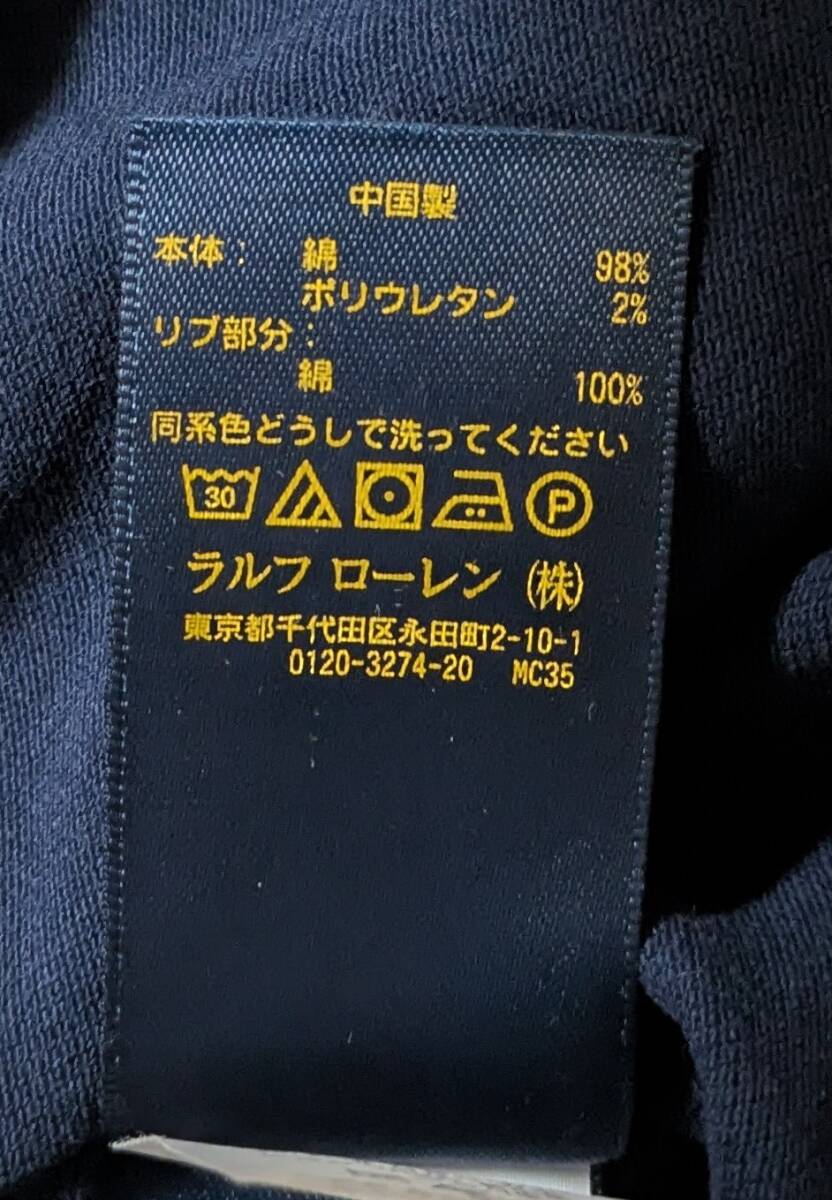 中国製
本体: 綿 98%
ポリウレタン 2%
リブ部分:
綿 100%
同系色どうしで洗ってください
30 P
ラルフ ローレン (株)
東京都千代田区永田町2-10-1
0120-3274-20 MC35